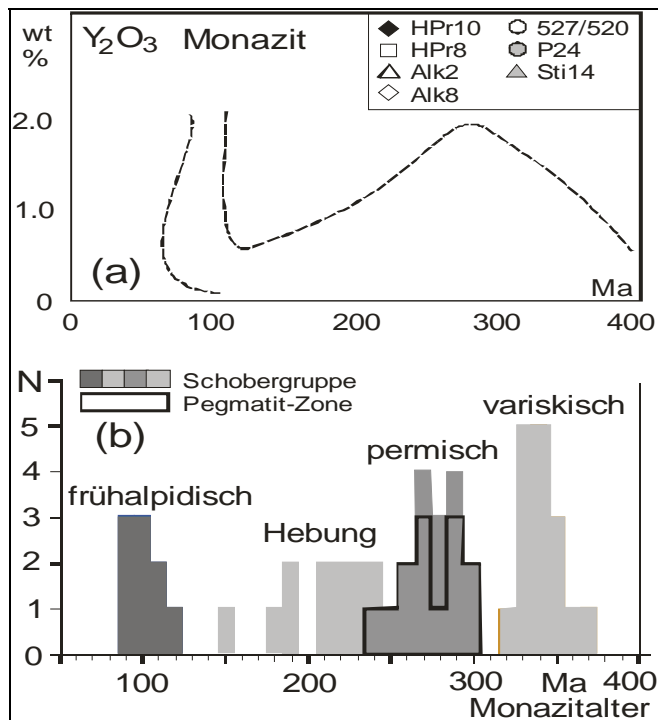 wt
%
Y2O3 Monazit
HPr10
HPr8
Alk2
Alk8
527/520
P24
Sti14
2.0
1.0
0
(a)
Ma
0 100 200 300 400
N
Schobergruppe
Pegmatit-Zone
(b)
variskisch
permisch
frühalpidisch
Hebung
5
4
3
2
1
0
100 200 300 Ma 400
Monazitalter